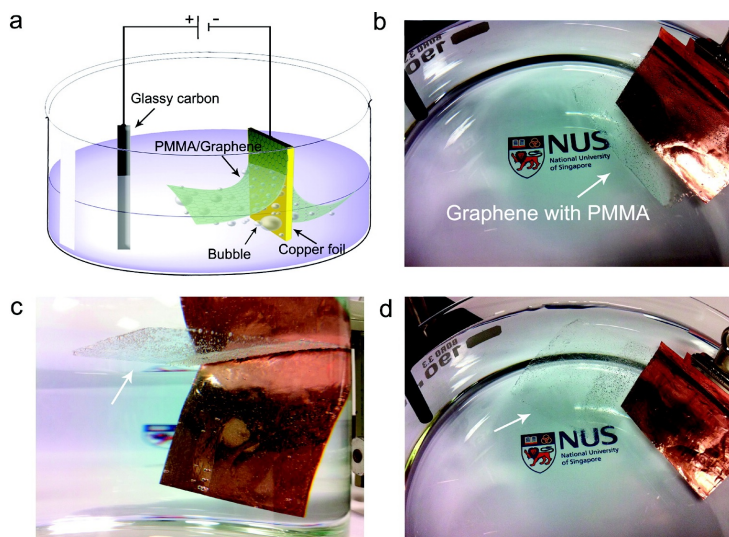 a
+ −
Glassy carbon
PMMA/Graphene
Bubble
Copper foil
b
NUS
National University
of Singapore
Graphene with PMMA
c
d
NUS
National University
of Singapore